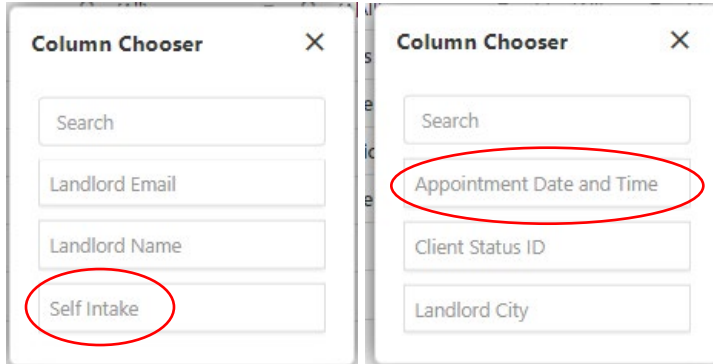 Column Chooser
Search
Landlord Email
Landlord Name
Self Intake
Column Chooser
Search
Appointment Date and Time
Client Status ID
Landlord City